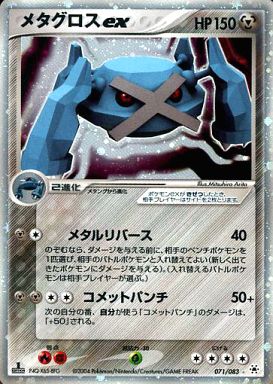 メタグロスex HP150
Illus.Mitsuhiro Arita
2進化 メタングから進化
ポケモンexがきぜつしたときは、相手プレイヤーはサイドを2枚とる。
メタルリバース 40
のぞむなら、ダメージを与える前に、相手のベンチポケモンを
1匹選び、相手のバトルポケモンと入れ替えてよい(新しく出て
きたポケモンにダメージを与える)。(入れ替えるバトルポケモ
ンは相手プレイヤーが選ぶ。)
コメットパンチ 50+
次の自分の番、自分が使う「コメットパンチ」のダメージは、
「+50」される。
1
©2004 Pokémon/Nintendo/Creatures/GAME FREAK
071/083